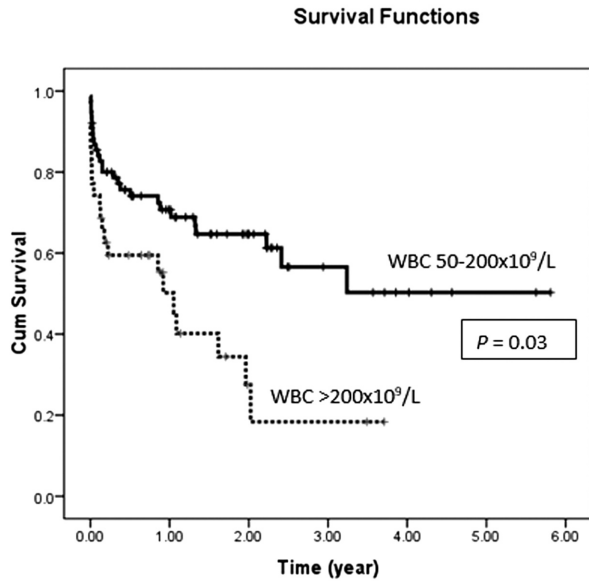 Survival Functions
Cum Survival
1.0
0.8
0.6
0.4
0.2
0.0
WBC 50-200x10⁹/L
P = 0.03
WBC >200x10⁹/L
0.00 1.00 2.00 3.00 4.00 5.00 6.00
Time (year)